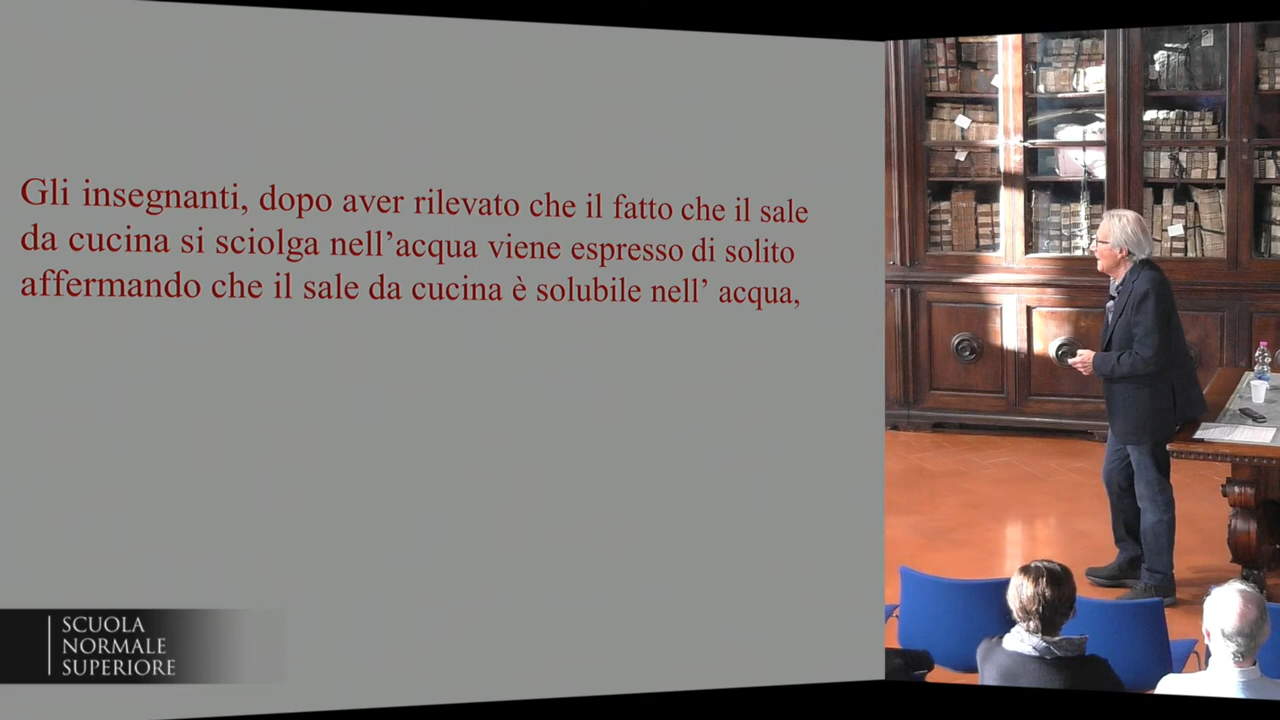 Gli insegnanti, dopo aver rilevato che il fatto che il sale
da cucina si sciolga nell’acqua viene espresso di solito
affermando che il sale da cucina è solubile nell’ acqua,
SCUOLA
NORMALE
SUPERIORE